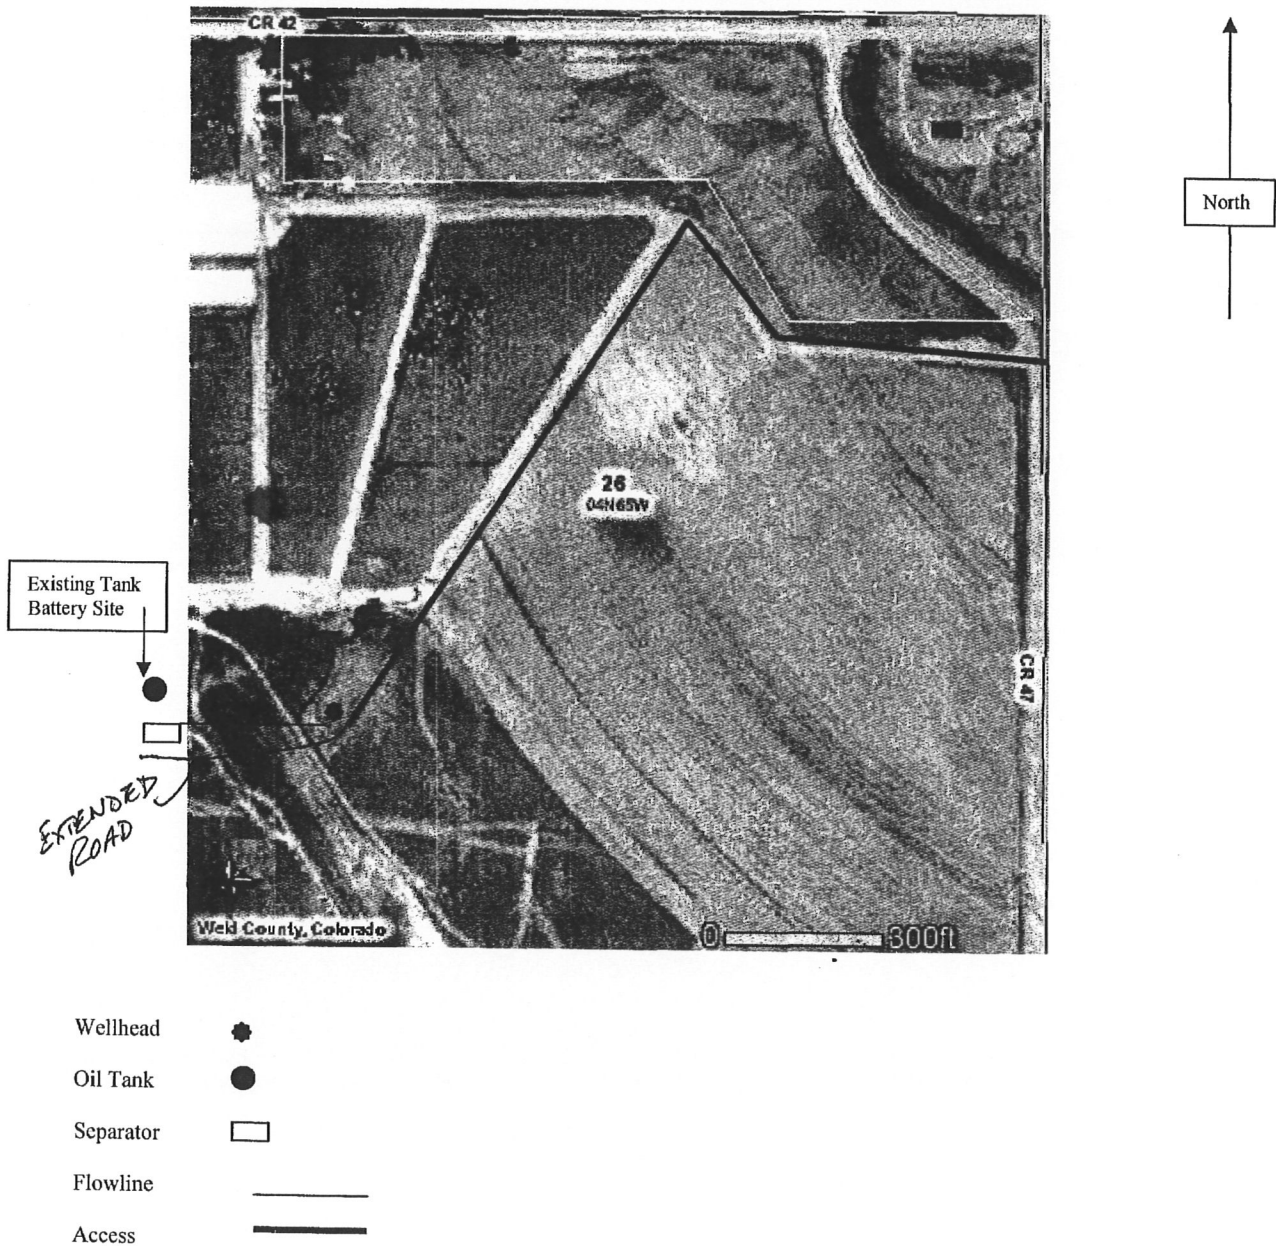 CR 42
North
26
04N65W
Existing Tank
Battery Site
CR 47
EXTENDED
ROAD
Weld County, Colorado
0 300ft
Wellhead
Oil Tank
Separator
Flowline
Access